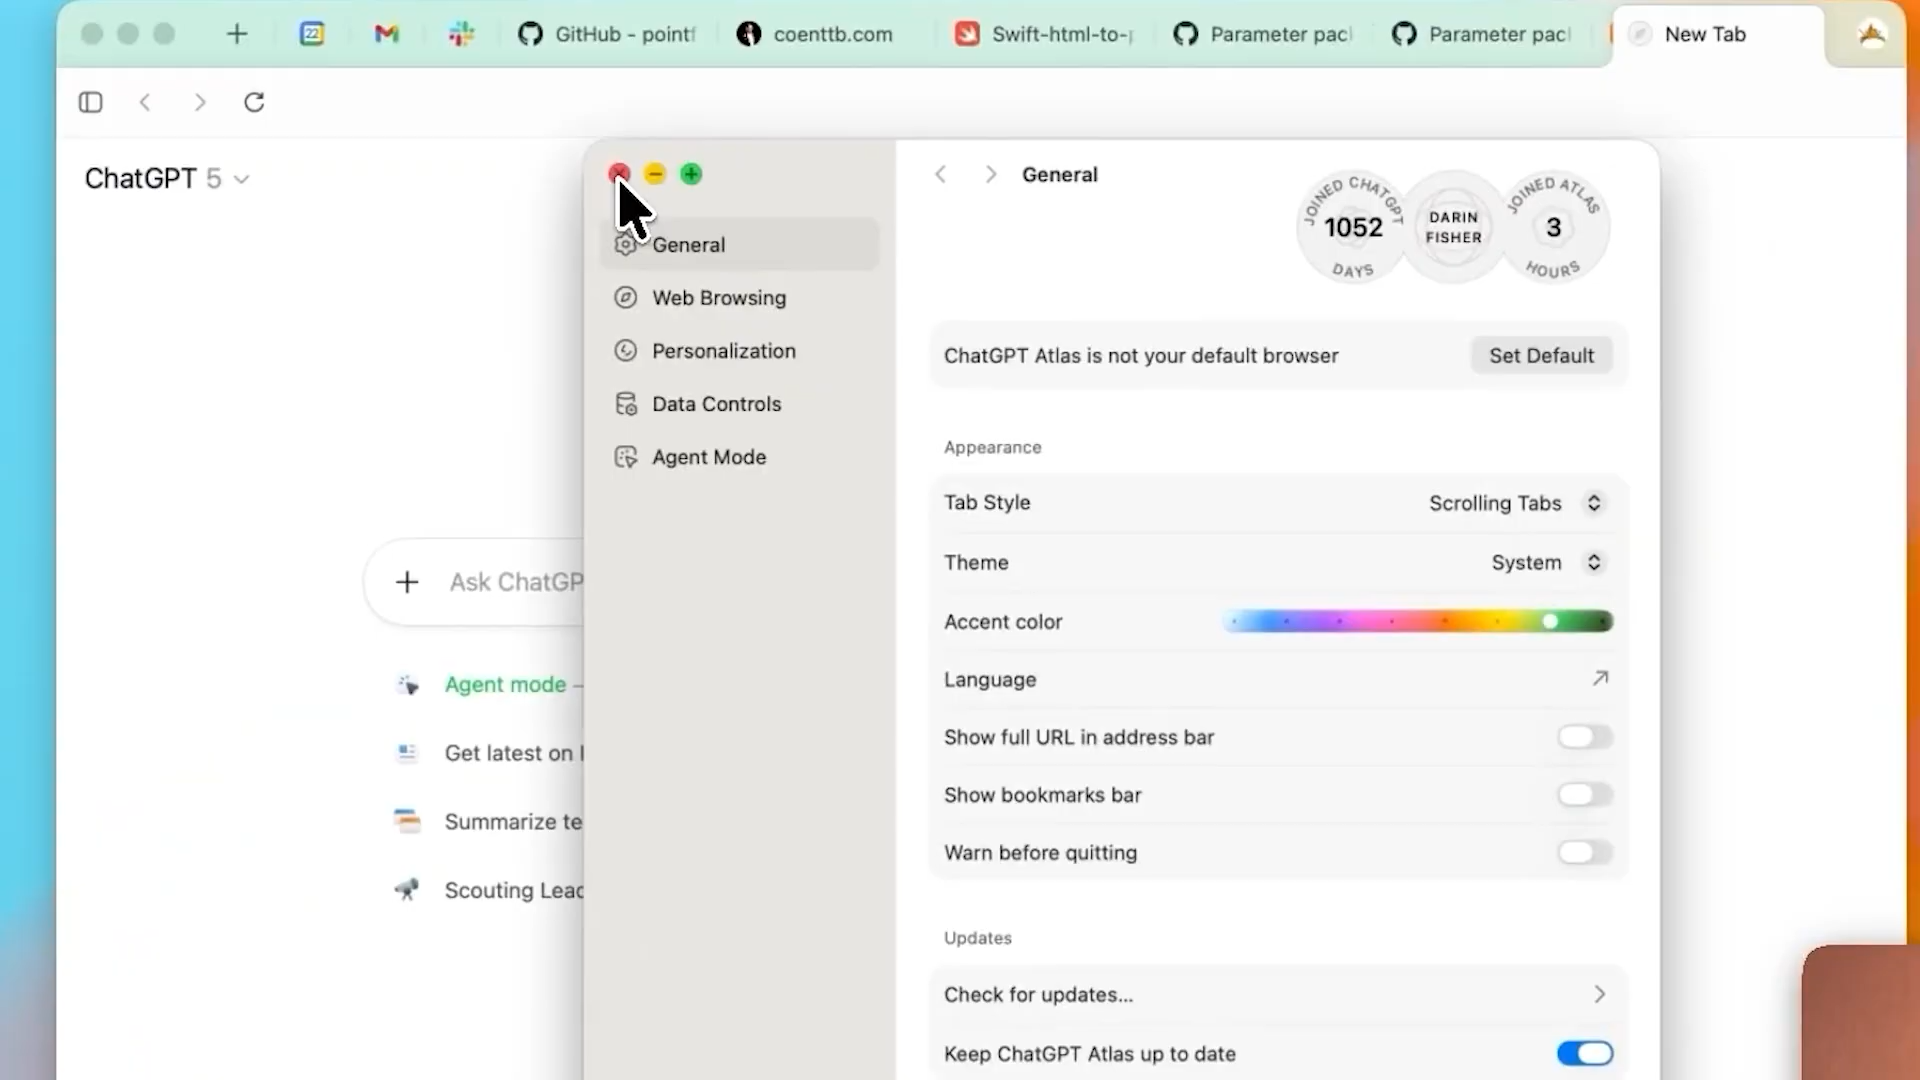 22
GitHub - pointf
coenttb.com
Swift-html-to-p
Parameter pacl
Parameter pacl
New Tab
ChatGPT 5
General
JOINED CHATGPT
1052
DAYS
DARIN
FISHER
JOINED ATLAS
3
HOURS
General
Web Browsing
Personalization
Data Controls
Agent Mode
ChatGPT Atlas is not your default browser
Set Default
Appearance
Tab Style
Scrolling Tabs
Theme
System
Accent color
Language
Show full URL in address bar
Show bookmarks bar
Warn before quitting
Updates
Check for updates...
Keep ChatGPT Atlas up to date
Ask ChatGP
Agent mode –
Get latest on
Summarize te
Scouting Lead